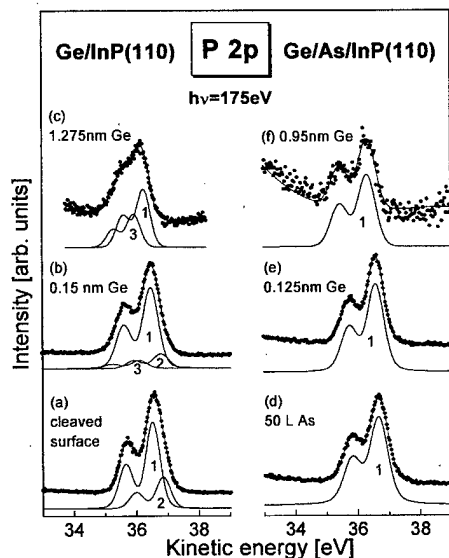 Ge/InP(110) P 2p Ge/As/InP(110)
hν=175eV
(c)
1.275nm Ge
1
3
(f) 0.95nm Ge
1
(b)
0.15 nm Ge
1
3
2
(e)
0.125nm Ge
1
(a)
cleaved
surface
1
2
(d)
50 L As
1
Intensity [arb. units]
34 36 38 34 36 38
Kinetic energy [eV]